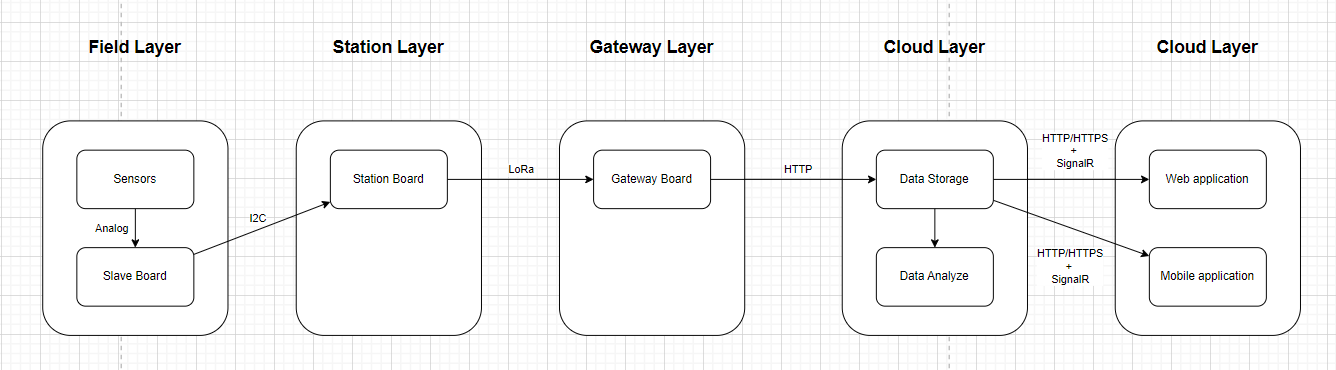 Field Layer
Station Layer
Gateway Layer
Cloud Layer
Cloud Layer
Sensors
Analog
Slave Board
I2C
Station Board
LoRa
Gateway Board
HTTP
Data Storage
Data Analyze
HTTP/HTTPS
+
SignalR
HTTP/HTTPS
+
SignalR
Web application
Mobile application